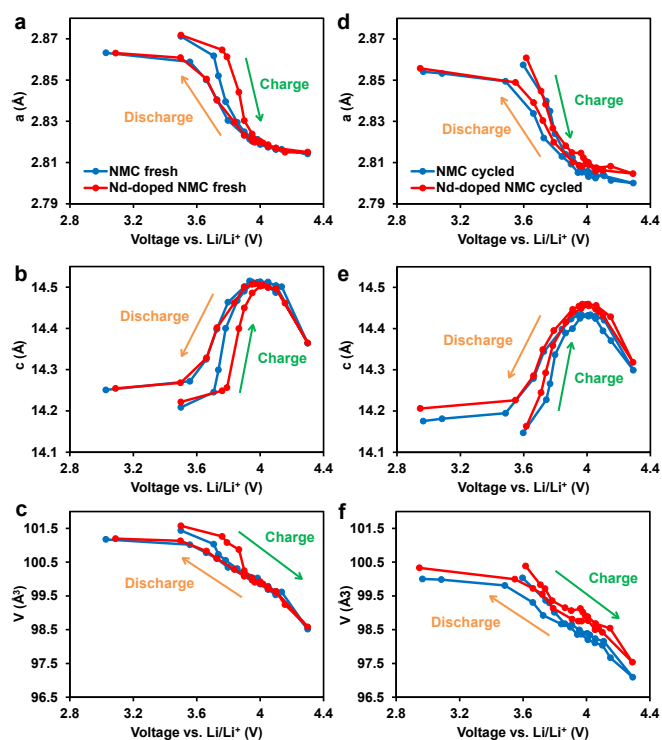 a
2.87
2.85
2.83
2.81
2.79
a (Å)
Charge
Discharge
NMC fresh
Nd-doped NMC fresh
2.8 3.2 3.6 4 4.4
Voltage vs. Li/Li⁺ (V)
d
2.87
2.85
2.83
2.81
2.79
a (Å)
Charge
Discharge
NMC cycled
Nd-doped NMC cycled
2.8 3.2 3.6 4 4.4
Voltage vs. Li/Li⁺ (V)
b
14.5
14.4
14.3
14.2
14.1
c (Å)
Discharge
Charge
2.8 3.2 3.6 4 4.4
Voltage vs. Li/Li⁺ (V)
e
14.5
14.4
14.3
14.2
14.1
c (Å)
Discharge
Charge
2.8 3.2 3.6 4 4.4
Voltage vs. Li/Li⁺ (V)
c
101.5
100.5
99.5
98.5
97.5
96.5
V (Å³)
Charge
Discharge
2.8 3.2 3.6 4 4.4
Voltage vs. Li/Li⁺ (V)
f
101.5
100.5
99.5
98.5
97.5
96.5
V (Å3)
Charge
Discharge
2.8 3.2 3.6 4 4.4
Voltage vs. Li/Li⁺ (V)